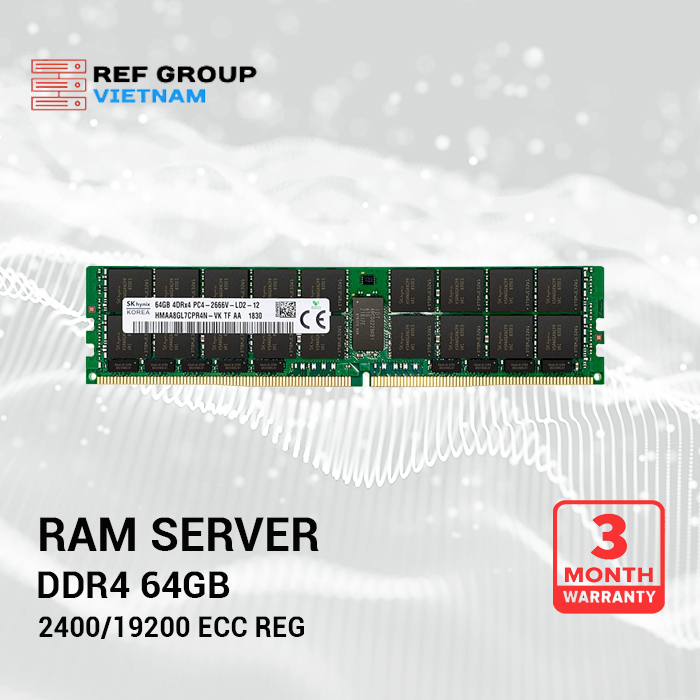 REF GROUP
VIETNAM
SK hynix
KOREA
64GB 4DRx4 PC4-2666V-LD2-12
HMAA8GL7CPR4N-VK TF AA 1830
CE
RAM SERVER
DDR4 64GB
2400/19200 ECC REG
3
MONTH
WARRANTY